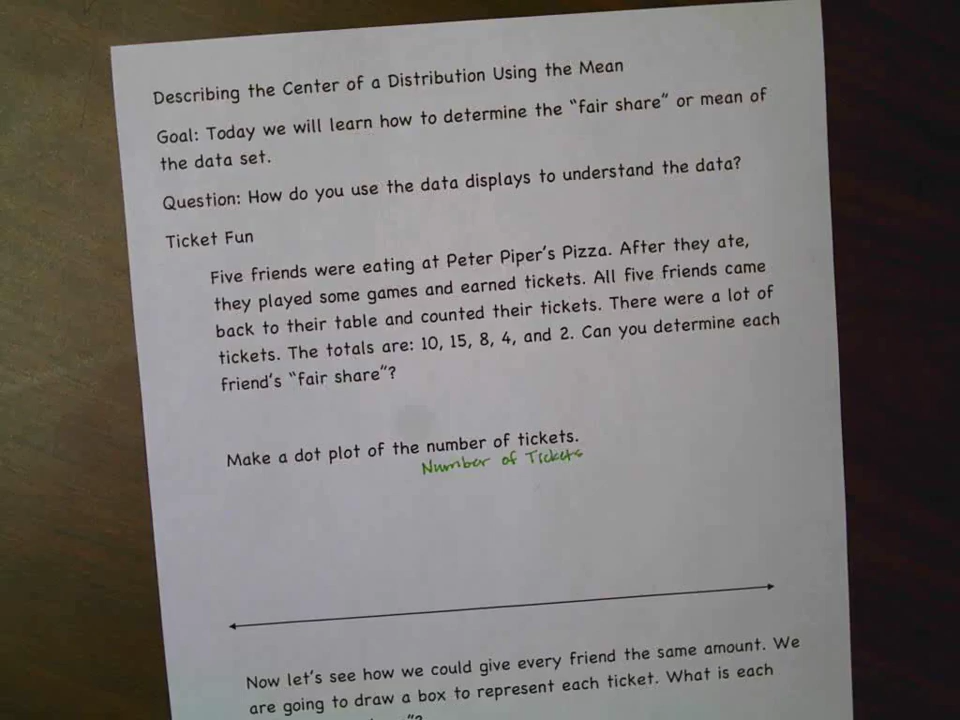 Describing the Center of a Distribution Using the Mean
Goal: Today we will learn how to determine the “fair share” or mean of
the data set.
Question: How do you use the data displays to understand the data?
Ticket Fun
Five friends were eating at Peter Piper’s Pizza. After they ate,
they played some games and earned tickets. All five friends came
back to their table and counted their tickets. There were a lot of
tickets. The totals are: 10, 15, 8, 4, and 2. Can you determine each
friend’s “fair share”?
Make a dot plot of the number of tickets.
Number of Tickets
Now let’s see how we could give every friend the same amount. We
are going to draw a box to represent each ticket. What is each